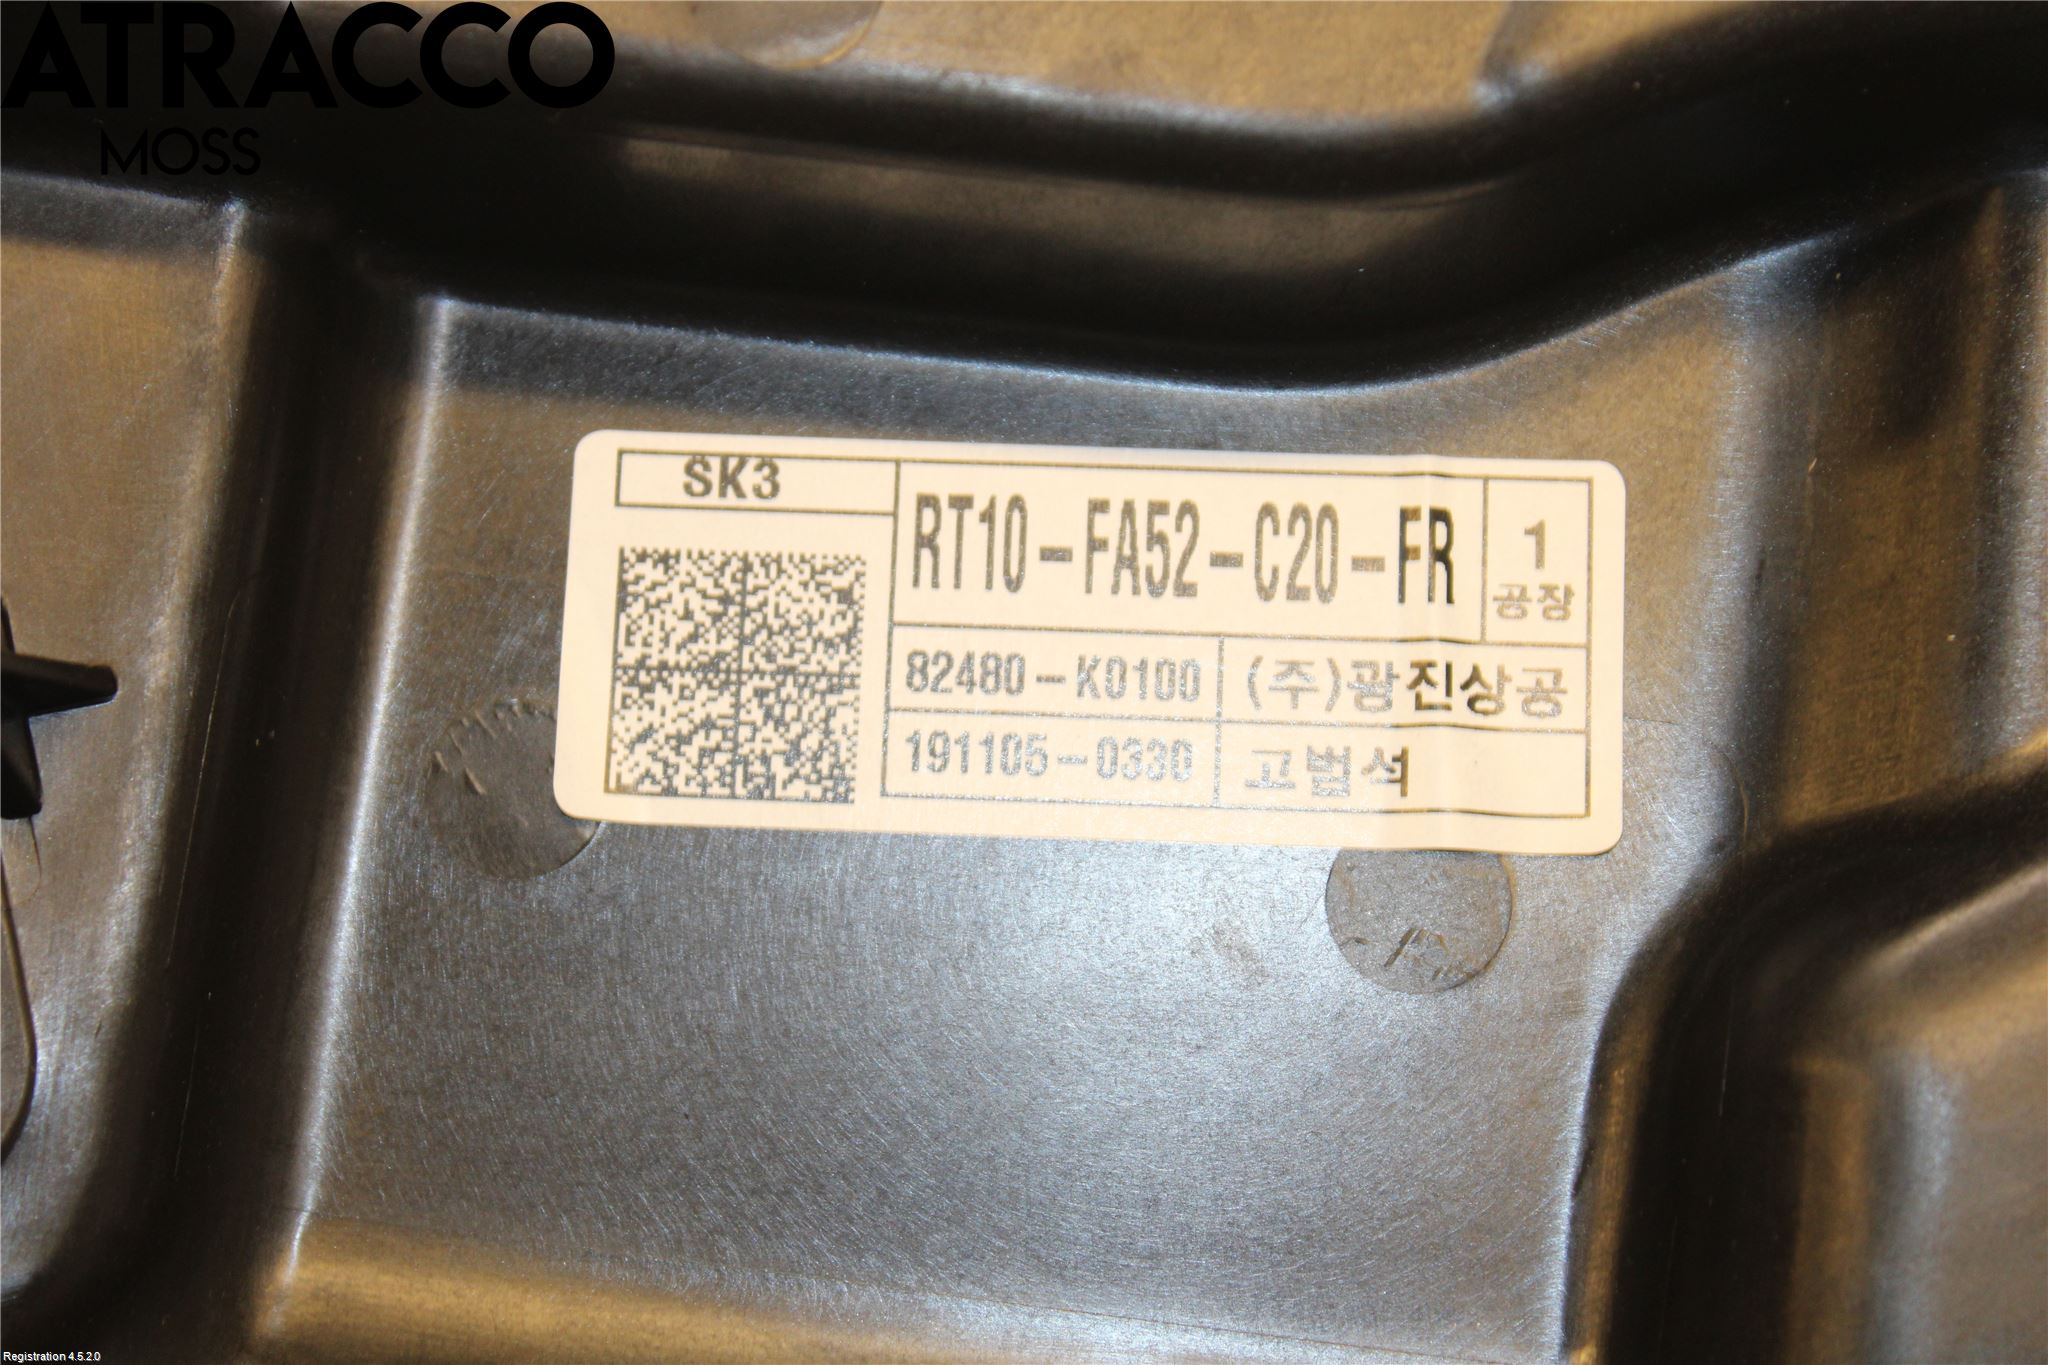 ATRACCO
MOSS
SK3
RT10-FA52-C20-FR
1
공장
82480-K0100
(주)광진상공
191105-0330
고범석
Registration 4.5.2.0